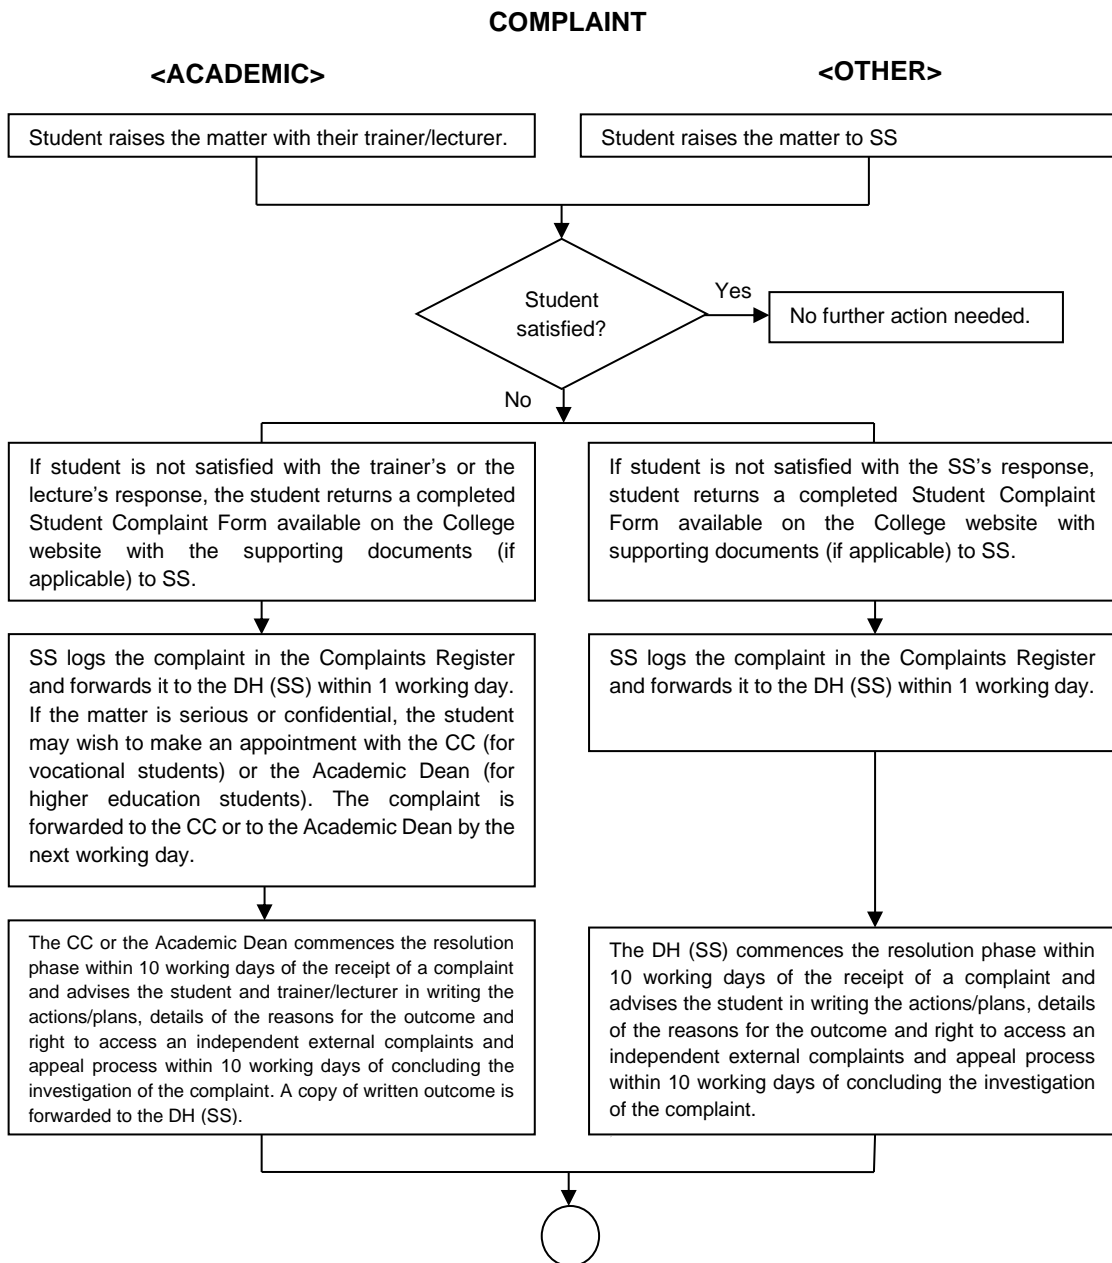 COMPLAINT
<ACADEMIC>
<OTHER>
Student raises the matter with their trainer/lecturer.
Student raises the matter to SS
Student
satisfied?
Yes
No further action needed.
No
If student is not satisfied with the trainer’s or the
lecture’s response, the student returns a completed
Student Complaint Form available on the College
website with the supporting documents (if
applicable) to SS.
If student is not satisfied with the SS’s response,
student returns a completed Student Complaint
Form available on the College website with
supporting documents (if applicable) to SS.
SS logs the complaint in the Complaints Register
and forwards it to the DH (SS) within 1 working day.
If the matter is serious or confidential, the student
may wish to make an appointment with the CC (for
vocational students) or the Academic Dean (for
higher education students). The complaint is
forwarded to the CC or to the Academic Dean by the
next working day.
SS logs the complaint in the Complaints Register
and forwards it to the DH (SS) within 1 working day.
The CC or the Academic Dean commences the resolution
phase within 10 working days of the receipt of a complaint
and advises the student and trainer/lecturer in writing the
actions/plans, details of the reasons for the outcome and
right to access an independent external complaints and
appeal process within 10 working days of concluding the
investigation of the complaint. A copy of written outcome is
forwarded to the DH (SS).
The DH (SS) commences the resolution phase within
10 working days of the receipt of a complaint and
advises the student in writing the actions/plans, details
of the reasons for the outcome and right to access an
independent external complaints and appeal process
within 10 working days of concluding the investigation
of the complaint.